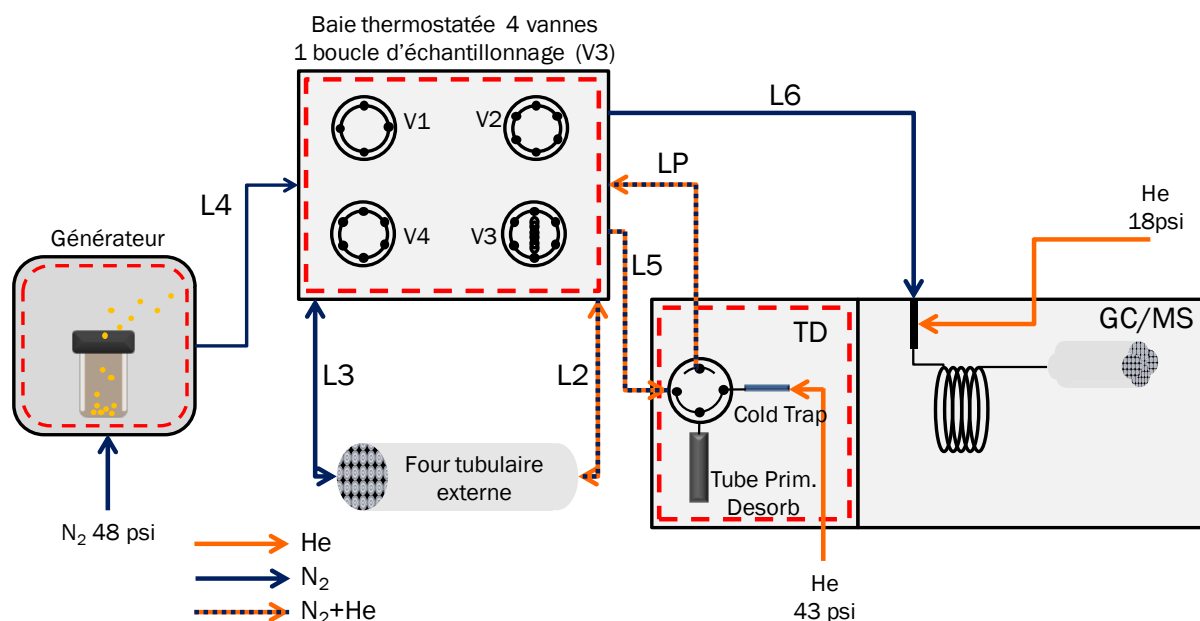 Baie thermostatée 4 vannes
1 boucle d'échantillonnage (V3)
V1
V2
V4
V3
L6
LP
L4
L5
He
18psi
Générateur
TD
GC/MS
L3
L2
Cold Trap
Four tubulaire
externe
Tube Prim.
Desorb
N2 48 psi
He
N2
N2+He
He
43 psi